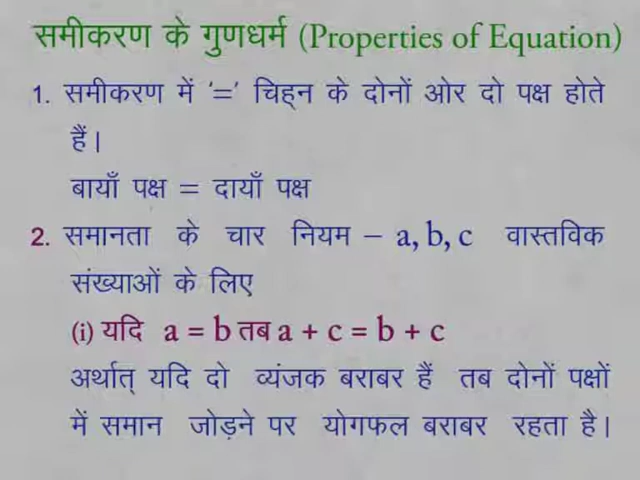 समीकरण के गुणधर्म (Properties of Equation)
1. समीकरण में '=' चिह्न के दोनों ओर दो पक्ष होते
हैं।
बायाँ पक्ष = दायाँ पक्ष
2. समानता के चार नियम – a, b, c वास्तविक
संख्याओं के लिए
(i) यदि a = b तब a + c = b + c
अर्थात् यदि दो व्यंजक बराबर हैं तब दोनों पक्षों
में समान जोड़ने पर योगफल बराबर रहता है।